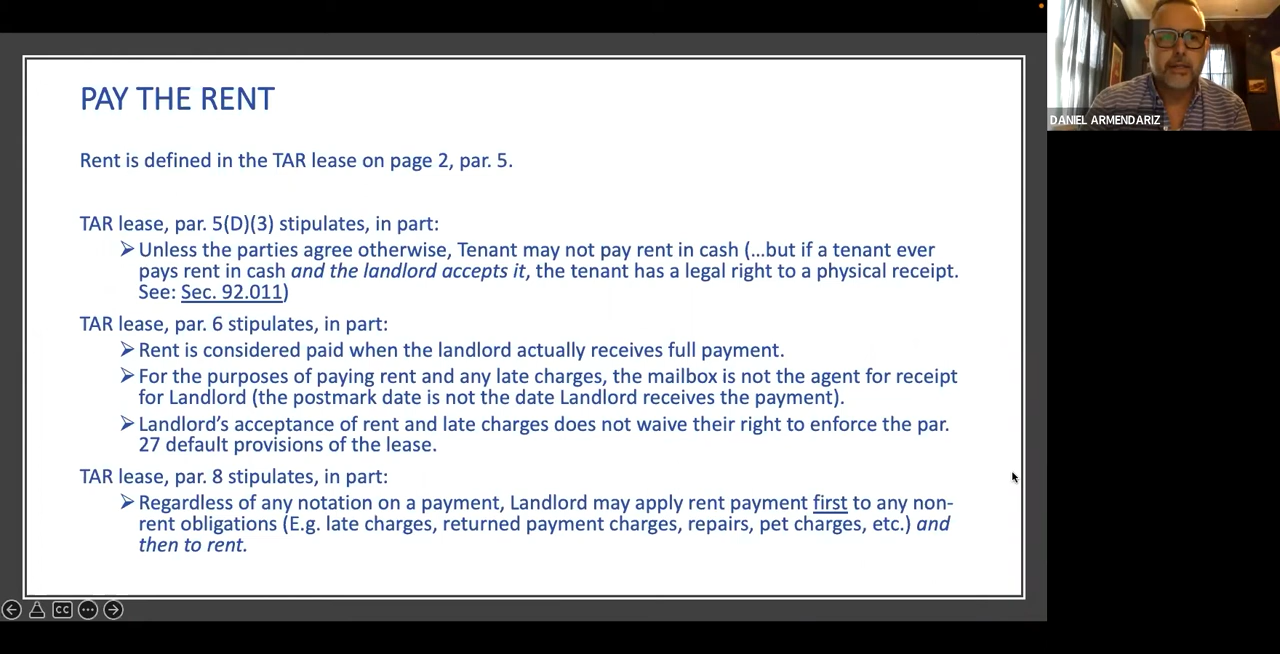 PAY THE RENT
Rent is defined in the TAR lease on page 2, par. 5.
TAR lease, par. 5(D)(3) stipulates, in part:
➢ Unless the parties agree otherwise, Tenant may not pay rent in cash (…but if a tenant ever
pays rent in cash and the landlord accepts it, the tenant has a legal right to a physical receipt.
See: Sec. 92.011)
TAR lease, par. 6 stipulates, in part:
➢ Rent is considered paid when the landlord actually receives full payment.
➢ For the purposes of paying rent and any late charges, the mailbox is not the agent for receipt
for Landlord (the postmark date is not the date Landlord receives the payment).
➢ Landlord’s acceptance of rent and late charges does not waive their right to enforce the par.
27 default provisions of the lease.
TAR lease, par. 8 stipulates, in part:
➢ Regardless of any notation on a payment, Landlord may apply rent payment first to any non-
rent obligations (E.g. late charges, returned payment charges, repairs, pet charges, etc.) and
then to rent.
DANIEL ARMENDARIZ
CC